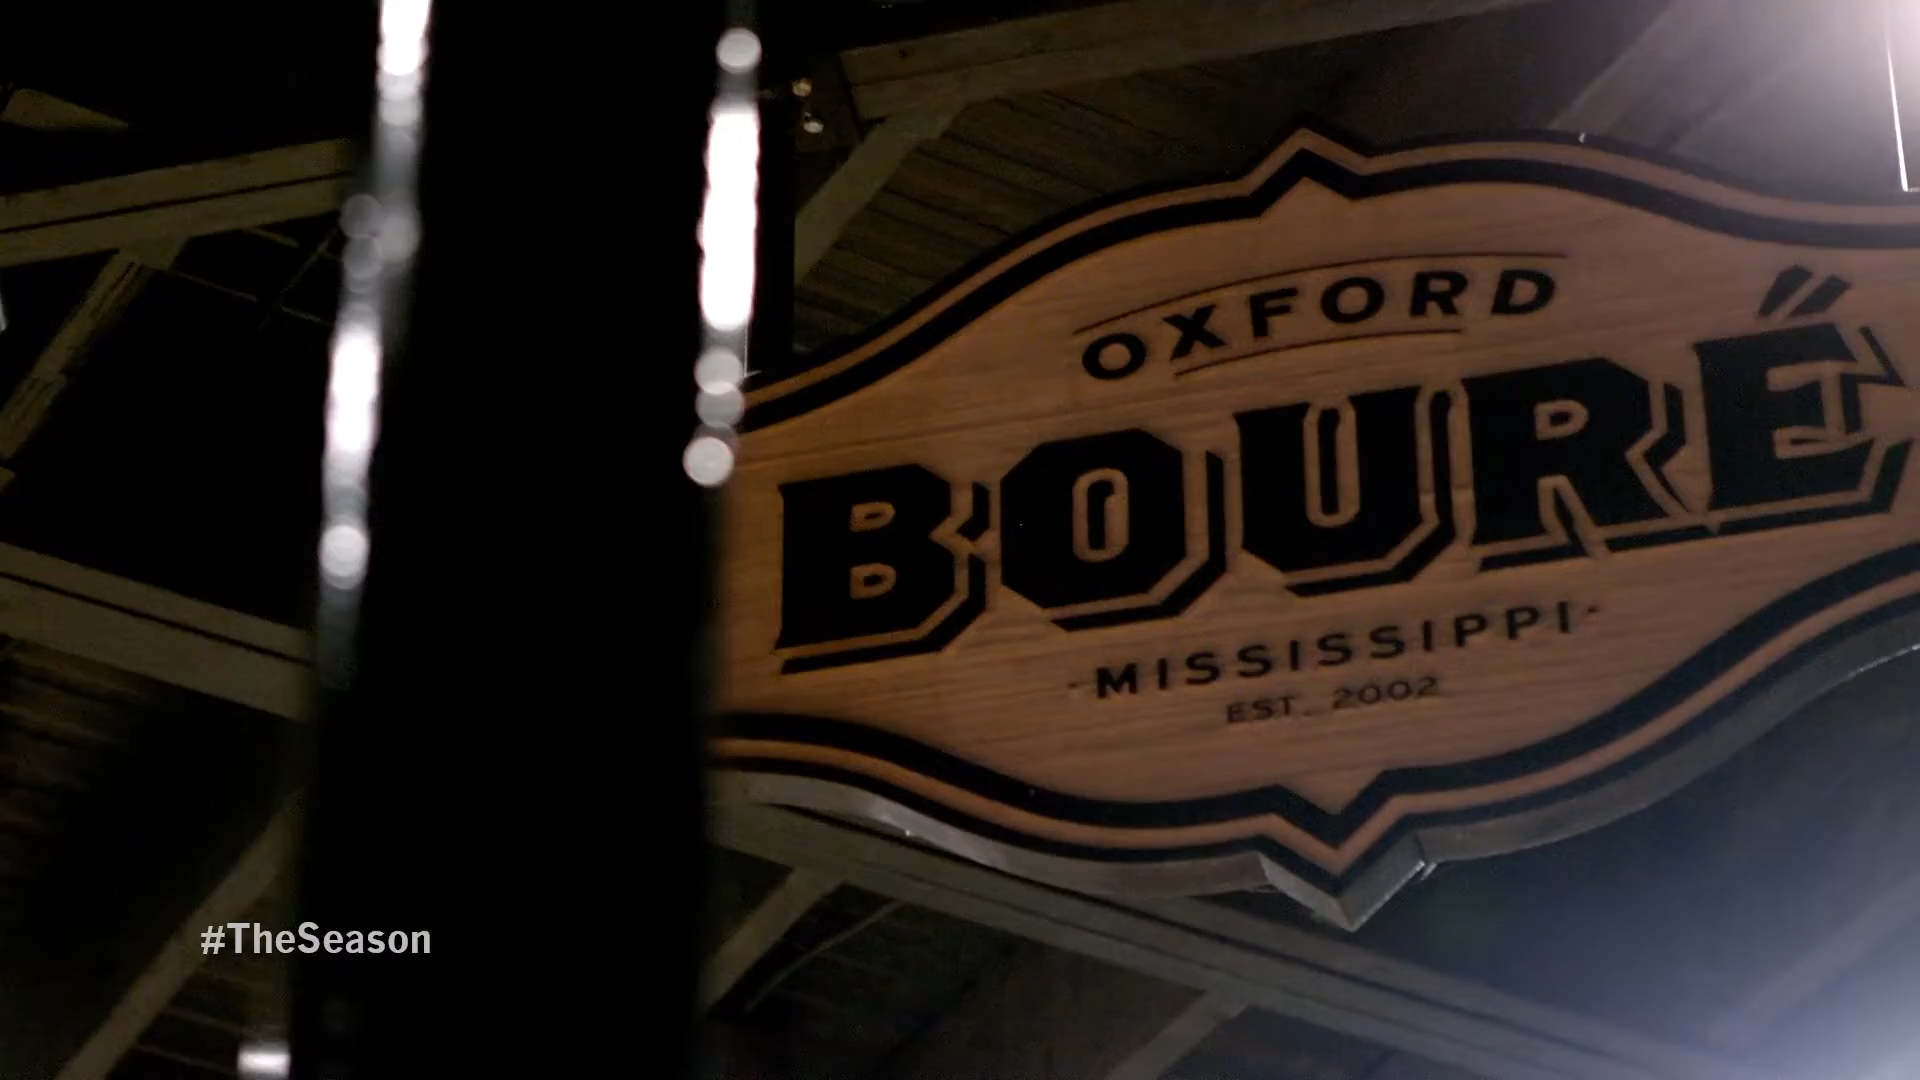 OXFORD
BOURÉ
·MISSISSIPPI·
EST. 2002
#TheSeason